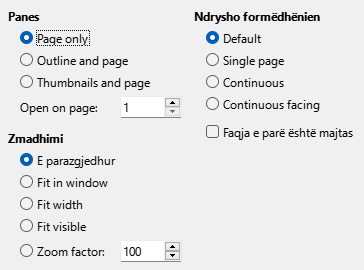 Panes
Page only
Outline and page
Thumbnails and page
Open on page: 1
Zmadhimi
E parazgjedhur
Fit in window
Fit width
Fit visible
Zoom factor: 100
Ndrysho formëdhënien
Default
Single page
Continuous
Continuous facing
Faqja e parë është majtas